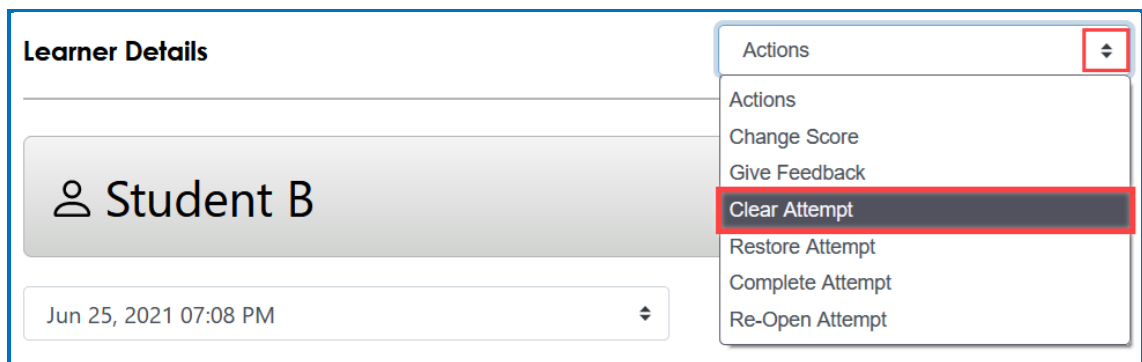 Learner Details
Actions
Actions
Change Score
Give Feedback
Clear Attempt
Restore Attempt
Complete Attempt
Re-Open Attempt
Student B
Jun 25, 2021 07:08 PM